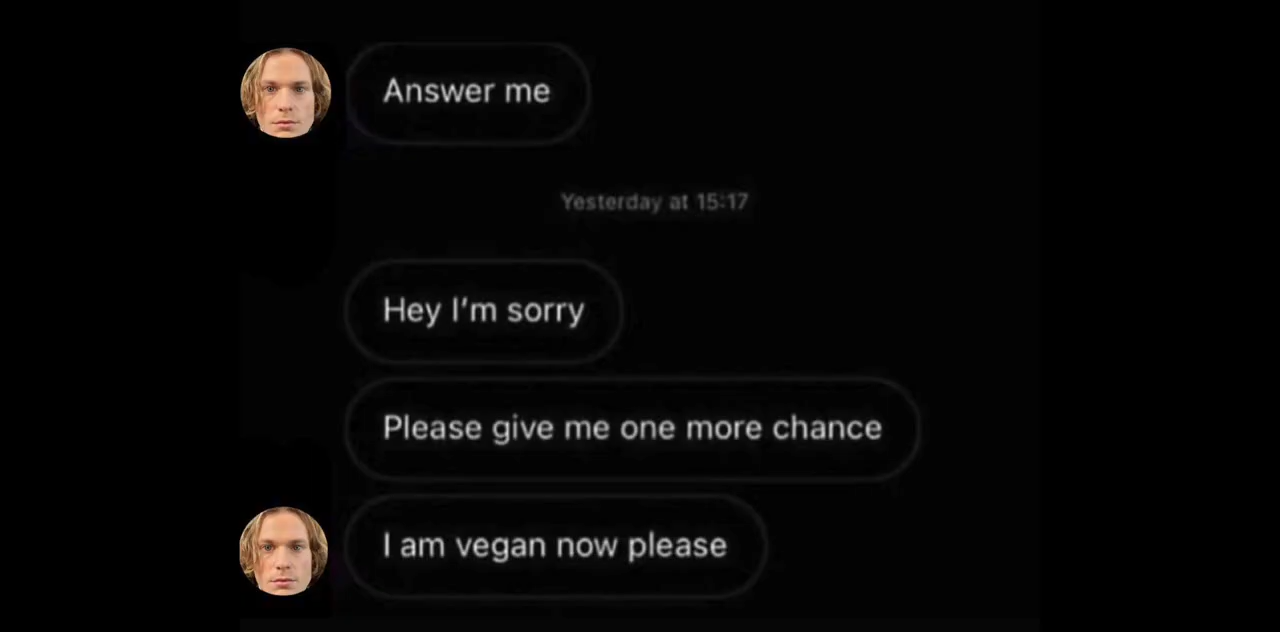 Answer me
Yesterday at 15:17
Hey I'm sorry
Please give me one more chance
I am vegan now please